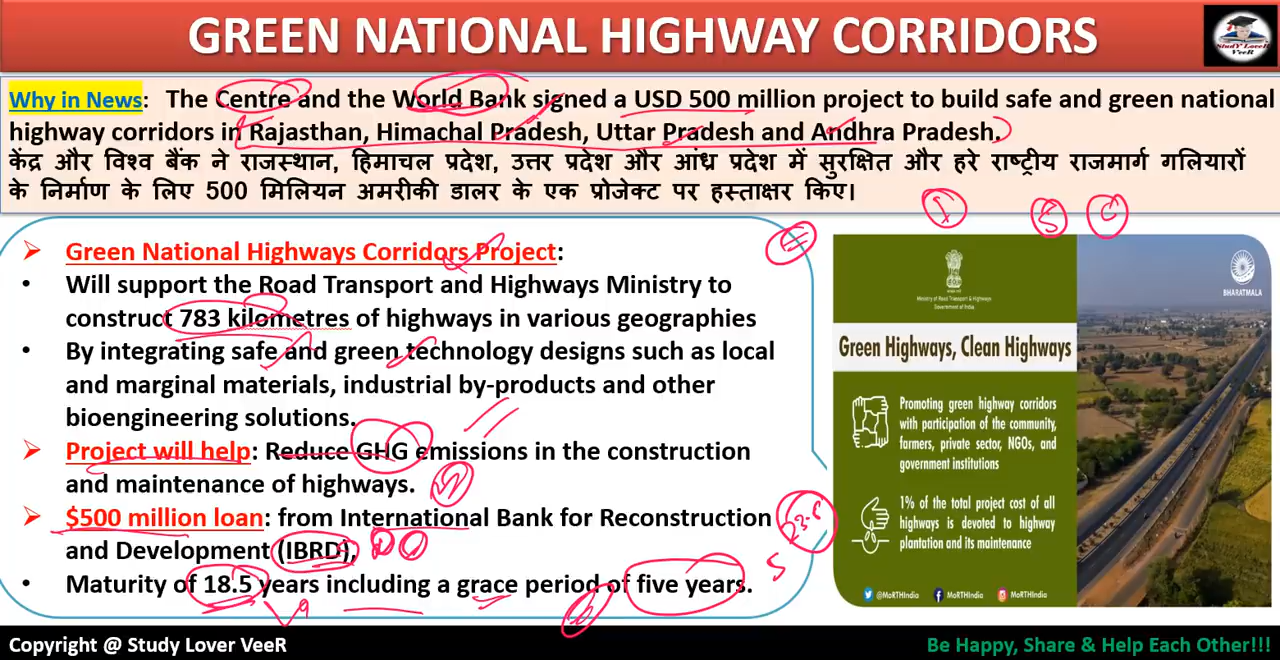 GREEN NATIONAL HIGHWAY CORRIDORS
StudY LoveR
VeeR
Why in News: The Centre and the World Bank signed a USD 500 million project to build safe and green national
highway corridors in Rajasthan, Himachal Pradesh, Uttar Pradesh and Andhra Pradesh.
केंद्र और विश्व बैंक ने राजस्थान, हिमाचल प्रदेश, उत्तर प्रदेश और आंध्र प्रदेश में सुरक्षित और हरे राष्ट्रीय राजमार्ग गलियारों
के निर्माण के लिए 500 मिलियन अमरीकी डालर के एक प्रोजेक्ट पर हस्ताक्षर किए।
Green National Highways Corridors Project:
Will support the Road Transport and Highways Ministry to
construct 783 kilometres of highways in various geographies
By integrating safe and green technology designs such as local
and marginal materials, industrial by-products and other
bioengineering solutions.
Project will help: Reduce GHG emissions in the construction
and maintenance of highways.
$500 million loan: from International Bank for Reconstruction
and Development (IBRD),
Maturity of 18.5 years including a grace period of five years.
Ministry of Road Transport & Highways
Government of India
BHARATMALA
Green Highways, Clean Highways
Promoting green highway corridors
with participation of the community,
farmers, private sector, NGOs, and
government institutions
1% of the total project cost of all
highways is devoted to highway
plantation and its maintenance
@MoRTHIndia
MoRTHIndia
MoRTHIndia
Copyright @ Study Lover VeeR
Be Happy, Share & Help Each Other!!!